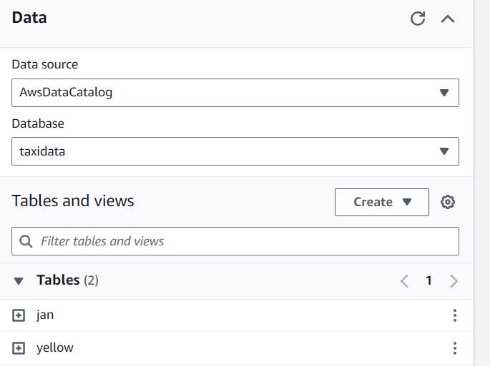 Data
Data source
AwsDataCatalog
Database
taxidata
Tables and views
Create
Filter tables and views
Tables (2)
1
jan
yellow